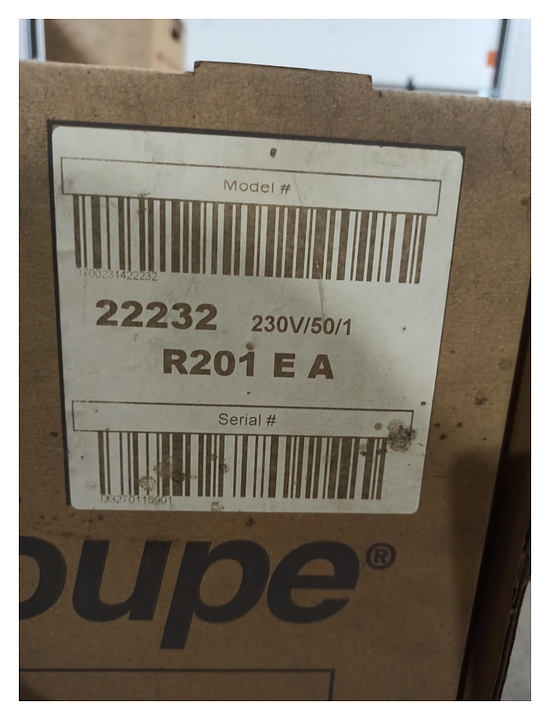 Model #
3700231422232
22232 230V/50/1
R201 E A
Serial #
oupe®